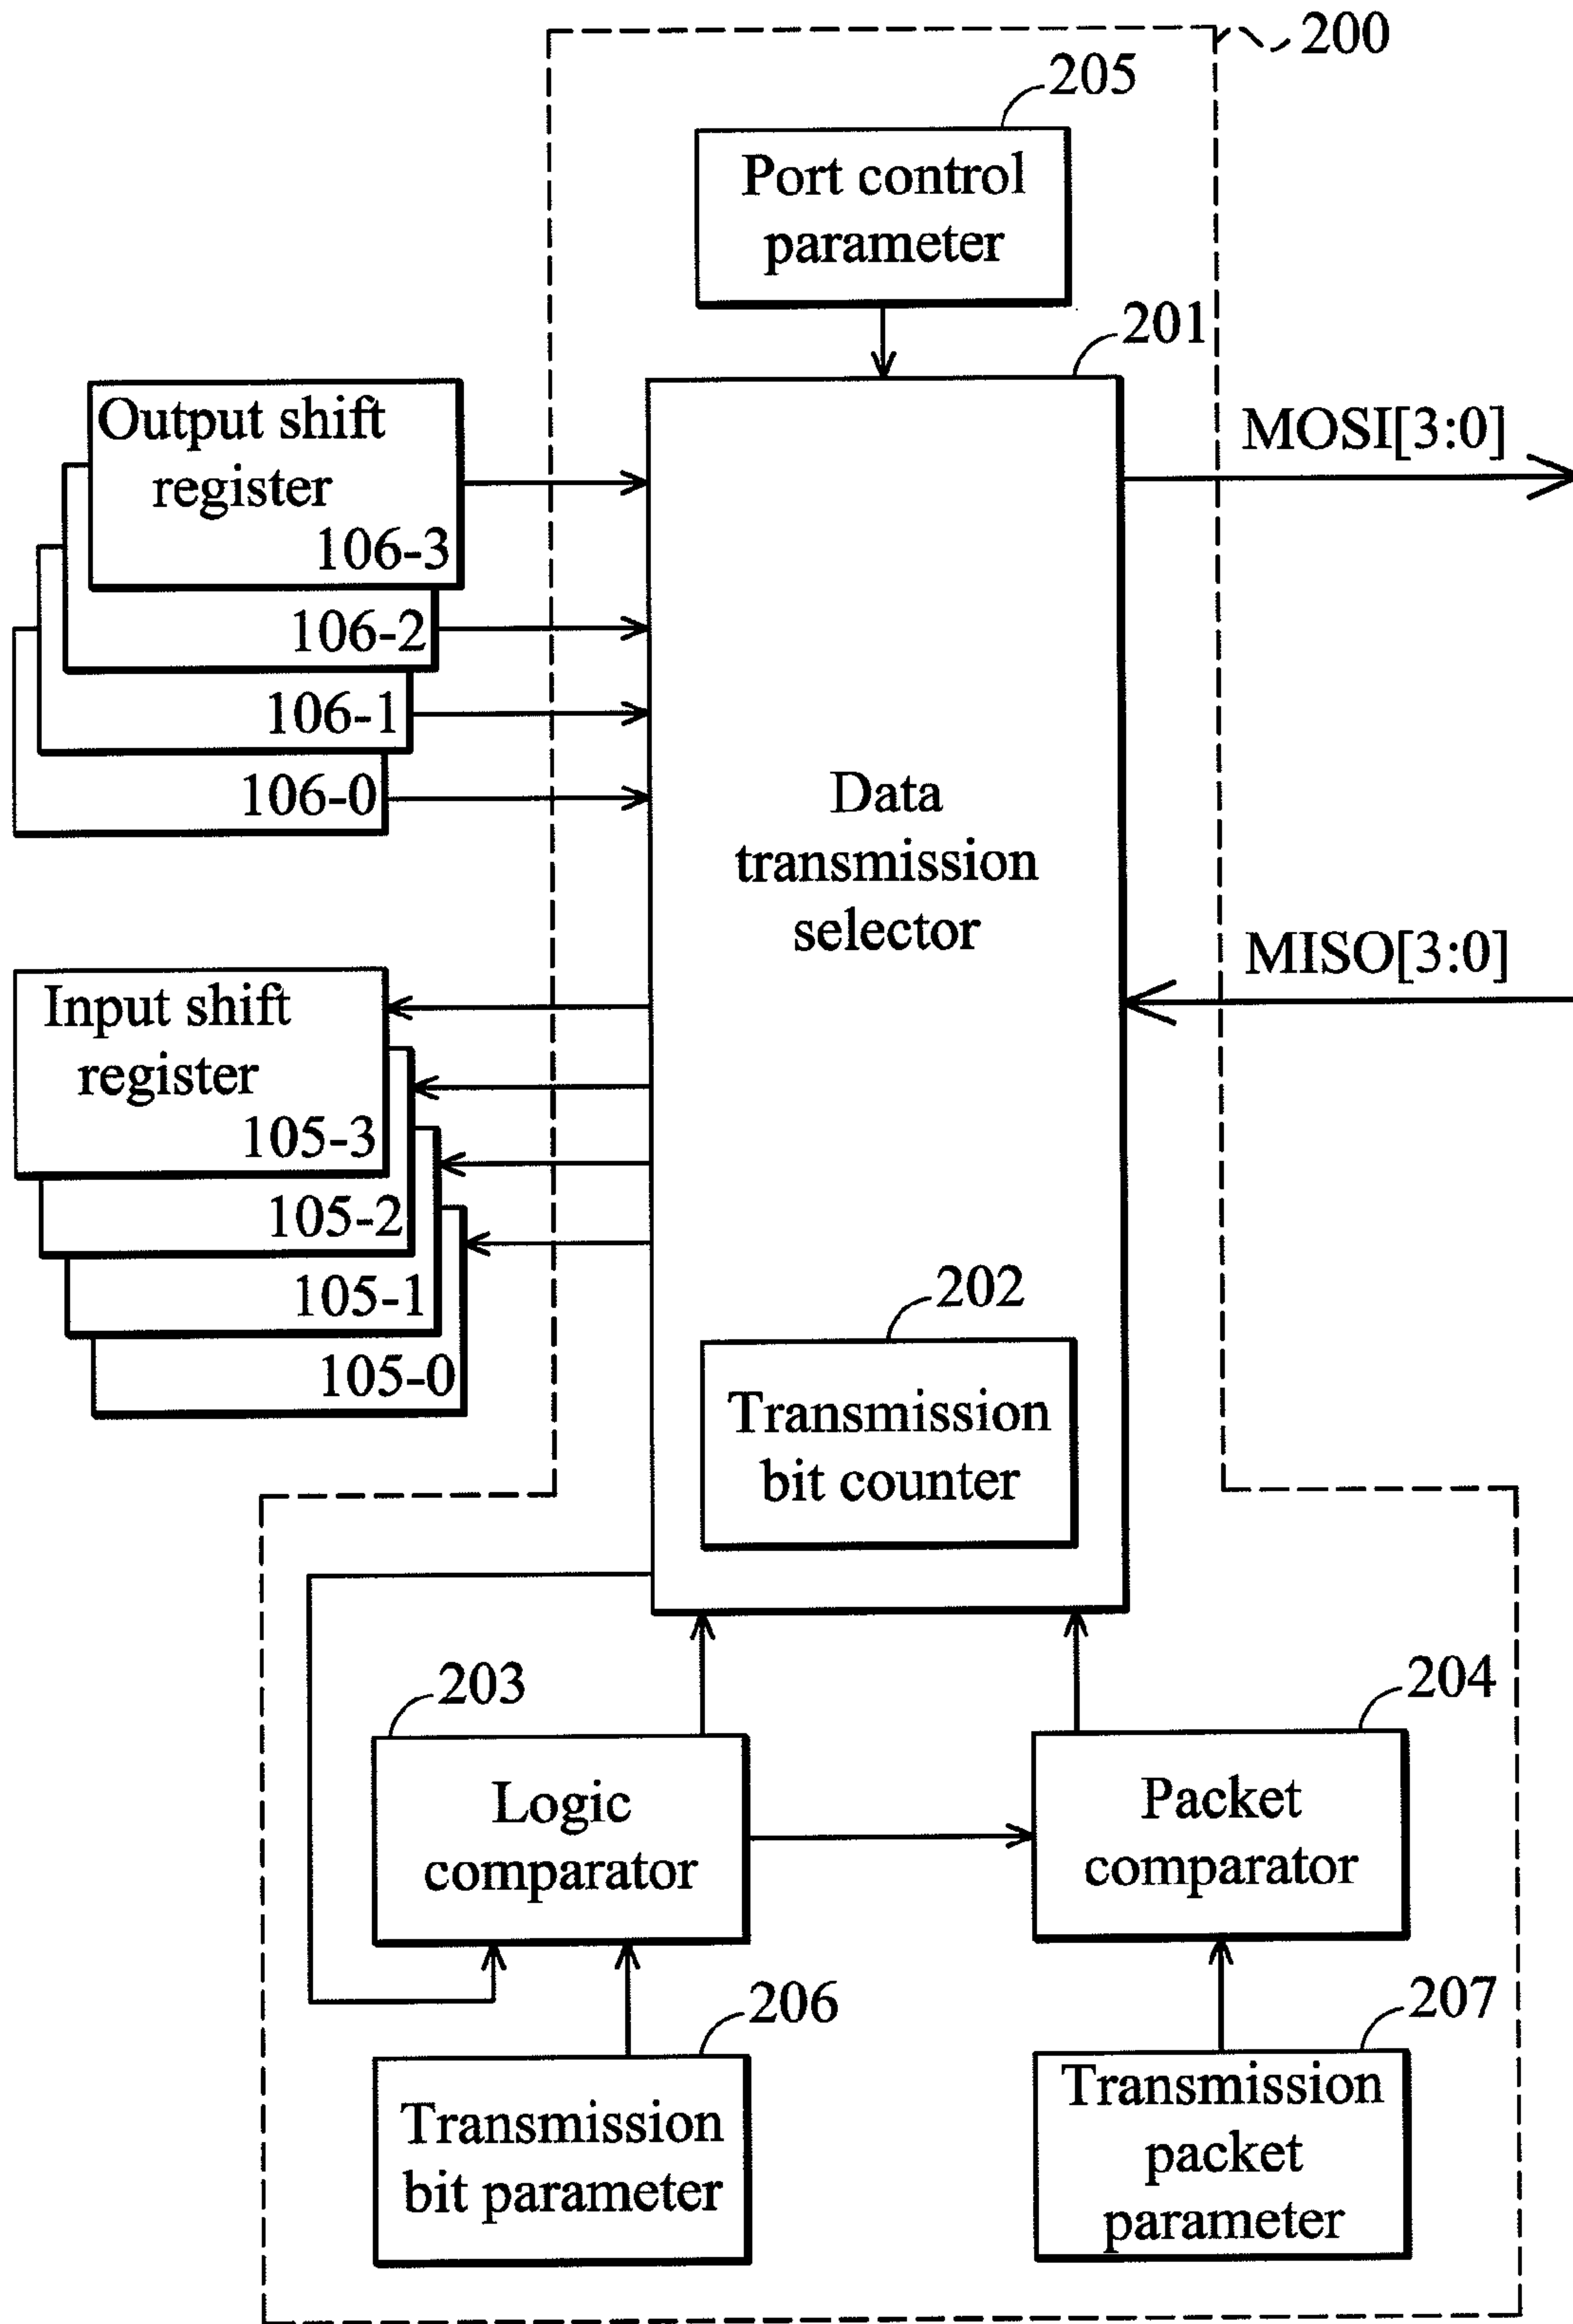 200
205
Port control
parameter
201
Output shift
register
106-3
106-2
106-1
106-0
MOSI[3:0]
Data
transmission
selector
MISO[3:0]
Input shift
register
105-3
105-2
105-1
105-0
202
Transmission
bit counter
203
Logic
comparator
204
Packet
comparator
206
Transmission
bit parameter
207
Transmission
packet
parameter